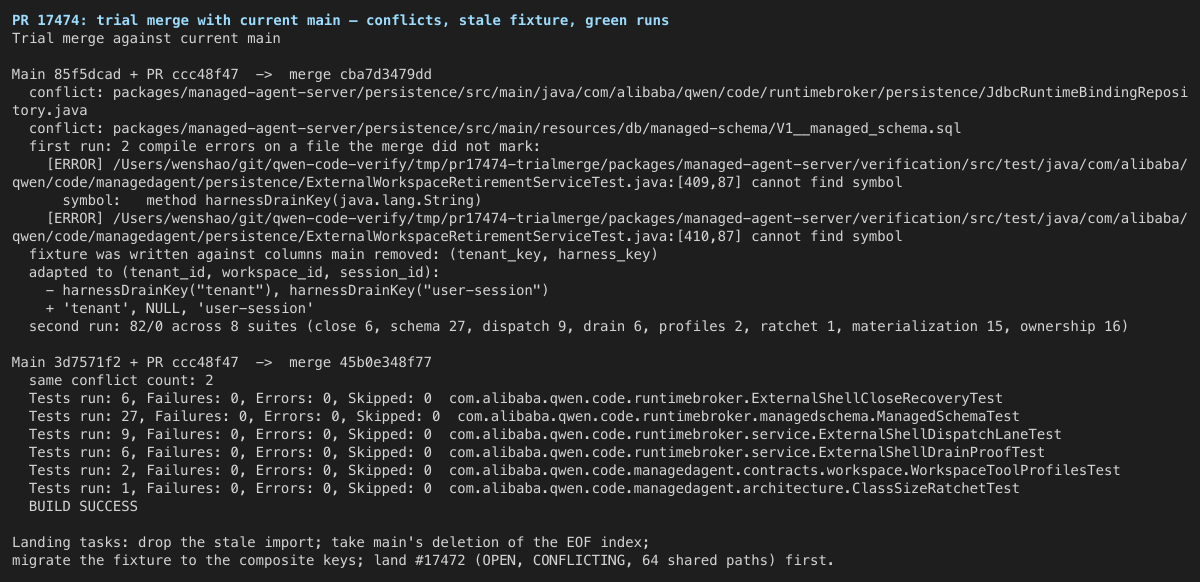 PR 17474: trial merge with current main — conflicts, stale fixture, green runs
Trial merge against current main

Main 85f5dcad + PR ccc48f47  –>  merge cba7d3479dd
  conflict: packages/managed-agent-server/persistence/src/main/java/com/alibaba/qwen/code/runtimebroker/persistence/JdbcRuntimeBindingReposi
tory.java
  conflict: packages/managed-agent-server/persistence/src/main/resources/db/managed-schema/V1__managed_schema.sql
  first run: 2 compile errors on a file the merge did not mark:
    [ERROR] /Users/wenshao/git/qwen-code-verify/tmp/pr17474-trialmerge/packages/managed-agent-server/verification/src/test/java/com/alibaba/
qwen/code/managedagent/persistence/ExternalWorkspaceRetirementServiceTest.java:[409,87] cannot find symbol
      symbol:   method harnessDrainKey(java.lang.String)
    [ERROR] /Users/wenshao/git/qwen-code-verify/tmp/pr17474-trialmerge/packages/managed-agent-server/verification/src/test/java/com/alibaba/
qwen/code/managedagent/persistence/ExternalWorkspaceRetirementServiceTest.java:[410,87] cannot find symbol
  fixture was written against columns main removed: (tenant_key, harness_key)
  adapted to (tenant_id, workspace_id, session_id):
    – harnessDrainKey("tenant"), harnessDrainKey("user-session")
    + 'tenant', NULL, 'user-session'
  second run: 82/0 across 8 suites (close 6, schema 27, dispatch 9, drain 6, profiles 2, ratchet 1, materialization 15, ownership 16)

Main 3d7571f2 + PR ccc48f47  –>  merge 45b0e348f77
  same conflict count: 2
  Tests run: 6, Failures: 0, Errors: 0, Skipped: 0  com.alibaba.qwen.code.runtimebroker.ExternalShellCloseRecoveryTest
  Tests run: 27, Failures: 0, Errors: 0, Skipped: 0  com.alibaba.qwen.code.runtimebroker.managedschema.ManagedSchemaTest
  Tests run: 9, Failures: 0, Errors: 0, Skipped: 0  com.alibaba.qwen.code.runtimebroker.service.ExternalShellDispatchLaneTest
  Tests run: 6, Failures: 0, Errors: 0, Skipped: 0  com.alibaba.qwen.code.runtimebroker.service.ExternalShellDrainProofTest
  Tests run: 2, Failures: 0, Errors: 0, Skipped: 0  com.alibaba.qwen.code.managedagent.contracts.workspace.WorkspaceToolProfilesTest
  Tests run: 1, Failures: 0, Errors: 0, Skipped: 0  com.alibaba.qwen.code.managedagent.architecture.ClassSizeRatchetTest
  BUILD SUCCESS

Landing tasks: drop the stale import; take main's deletion of the EOF index;
migrate the fixture to the composite keys; land #17472 (OPEN, CONFLICTING, 64 shared paths) first.